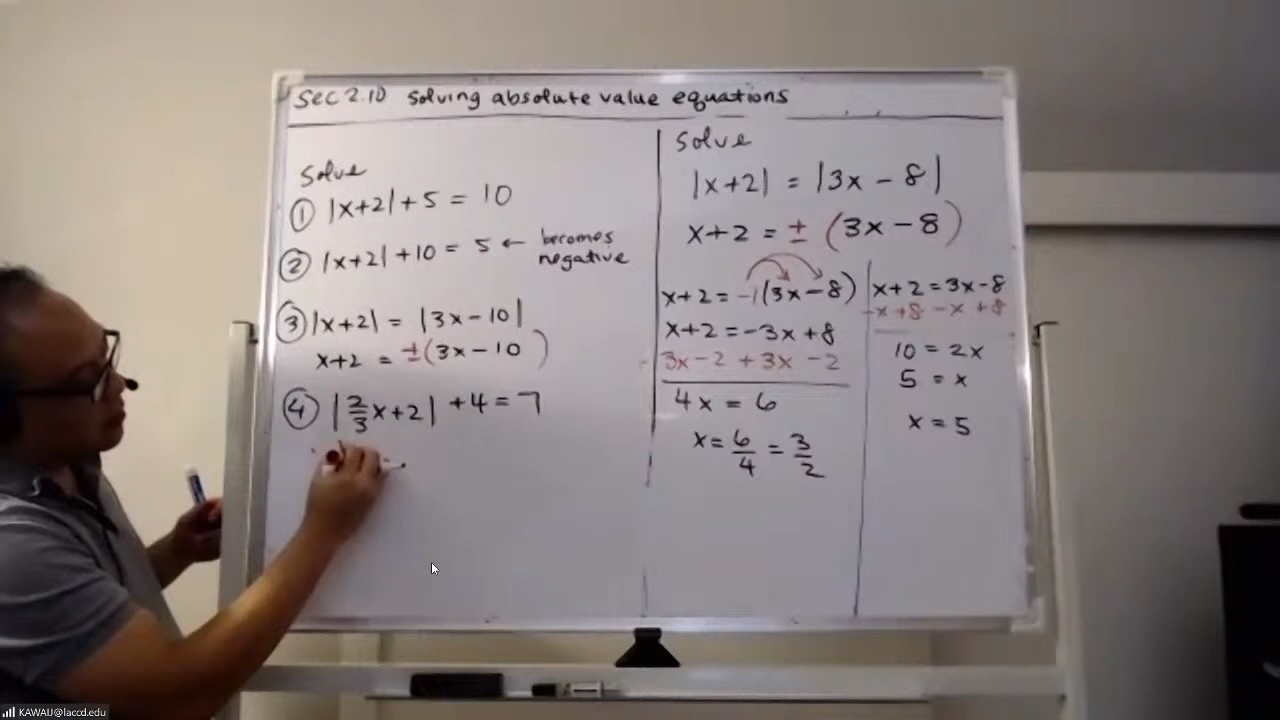 Sec 2.10 solving absolute value equations
Solve
① |x+2| + 5 = 10
② |x+2| + 10 = 5 ← becomes negative
③ |x+2| = |3x - 10|
x+2 = ±(3x - 10)
④ |2/3 x + 2| + 4 = 7
Solve
|x+2| = |3x - 8|
x+2 = ± (3x - 8)
x+2 = -1(3x - 8)
x+2 = -3x + 8
3x - 2 + 3x - 2
4x = 6
x = 6/4 = 3/2
x+2 = 3x - 8
-x +8 -x +8
10 = 2x
5 = x
x = 5
KAWAIJ@laccd.edu